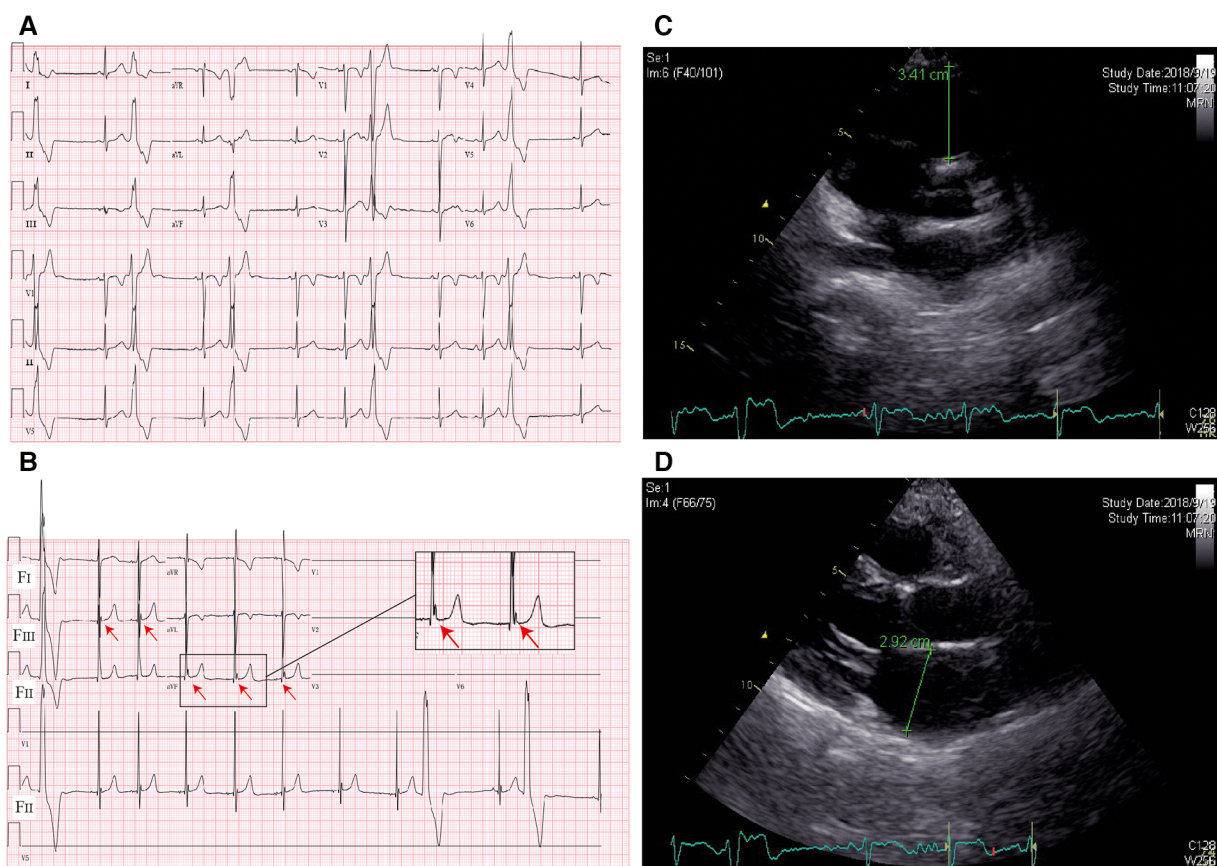 A
I
aVR
V1
V4
II
aVL
V2
V5
III
aVF
V3
V6
V1
II
V5
B
FI
aVR
V1
FIII
aVL
V2
FII
aVF
V3
V6
V1
FII
V5
C
Se:1
Im:6 (F40/101)
Study Date:2018/9/19
Study Time:11:07:20
MRN:
3.41 cm
5
10
15
C128
W256
D
Se:1
Im:4 (F66/75)
Study Date:2018/9/19
Study Time:11:07:20
MRN:
5
2.92 cm
10
C128
W256